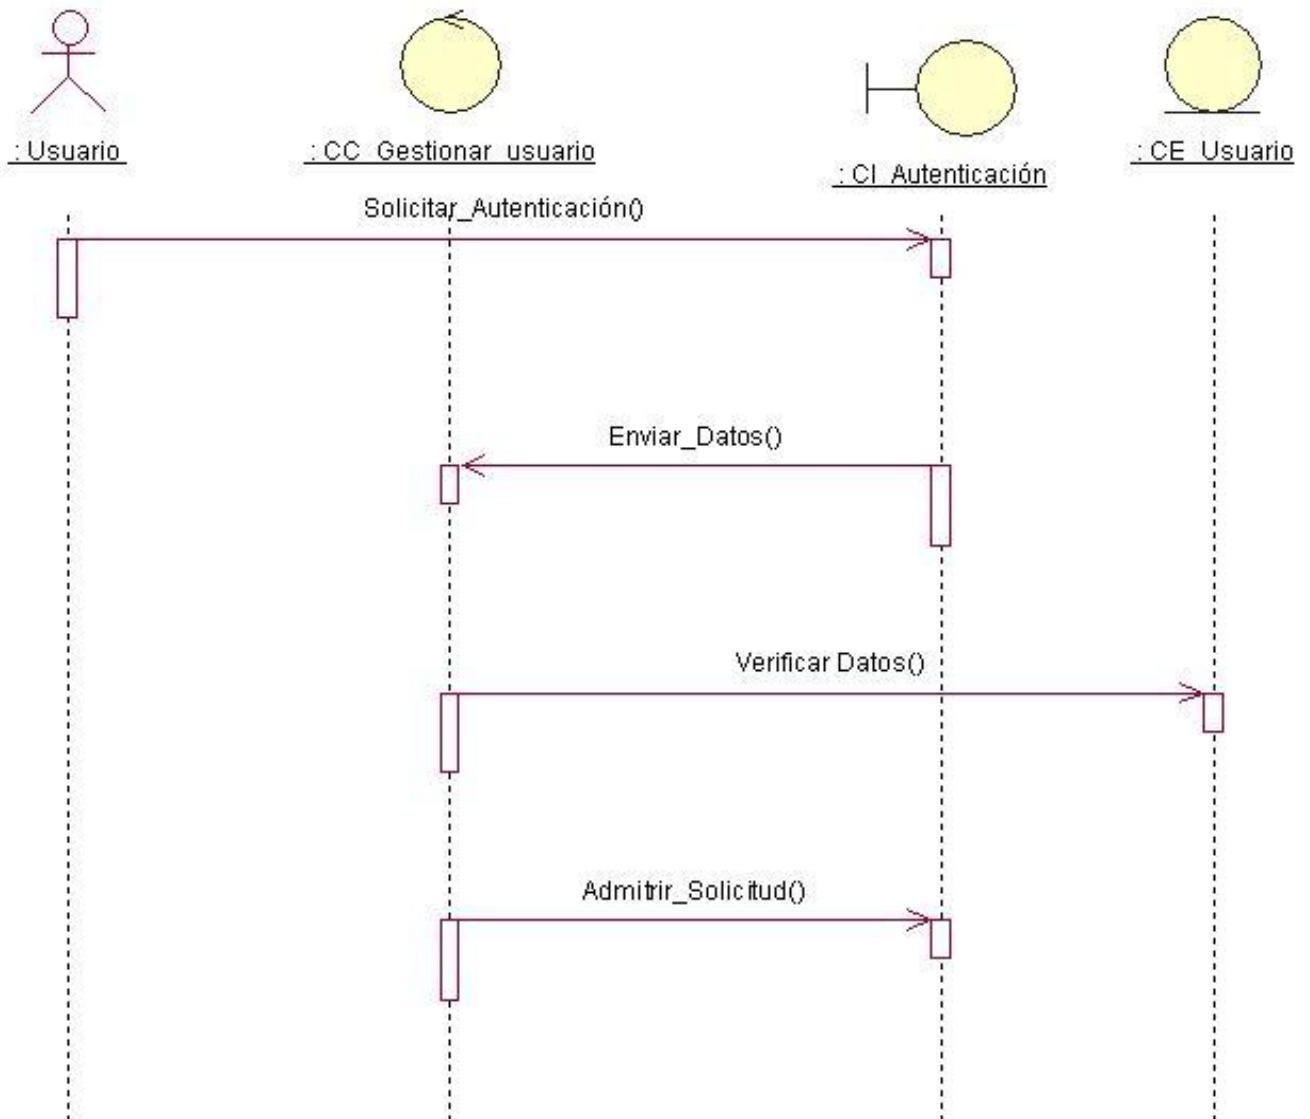 : Usuario
: CC_Gestionar_usuario
: CI_Autenticación
: CE_Usuario
Solicitar_Autenticación()
Enviar_Datos()
Verificar Datos()
Admitrir_Solicitud()